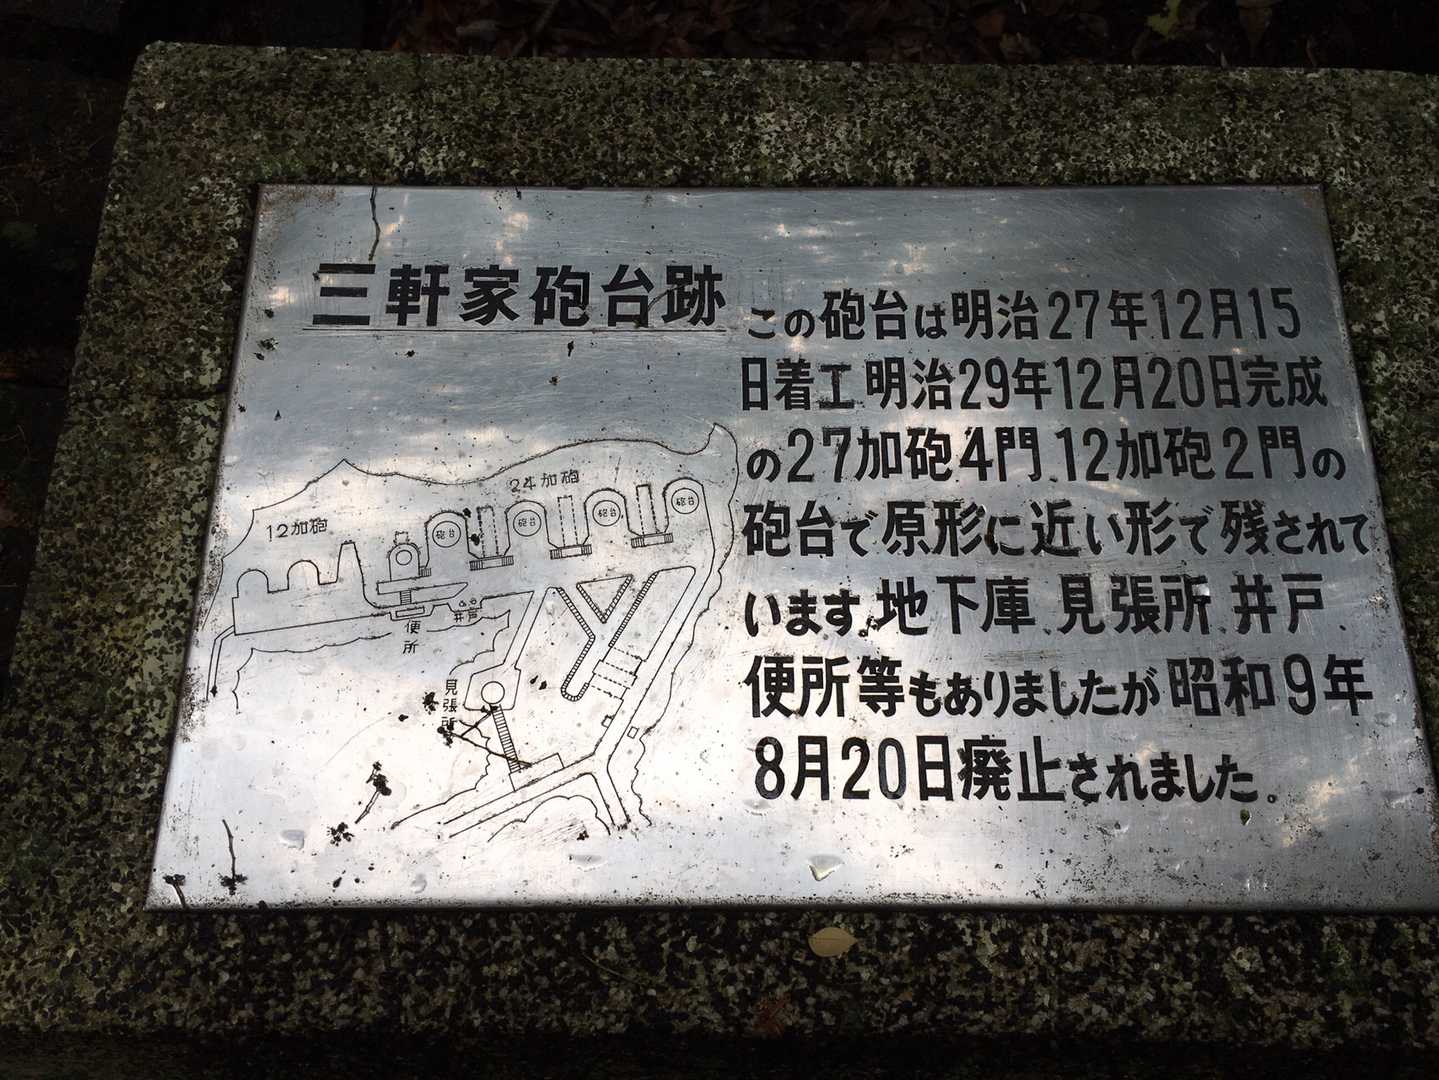 三軒家砲台跡
この砲台は明治27年12月15
日着工明治29年12月20日完成
の27加砲4門、12加砲2門の
砲台で原形に近い形で残されて
います。地下庫、見張所、井戸、
便所等もありましたが昭和9年
8月20日廃止されました。
24加砲
12加砲
砲台
砲台
砲台
砲台
井戸
便所
見張所